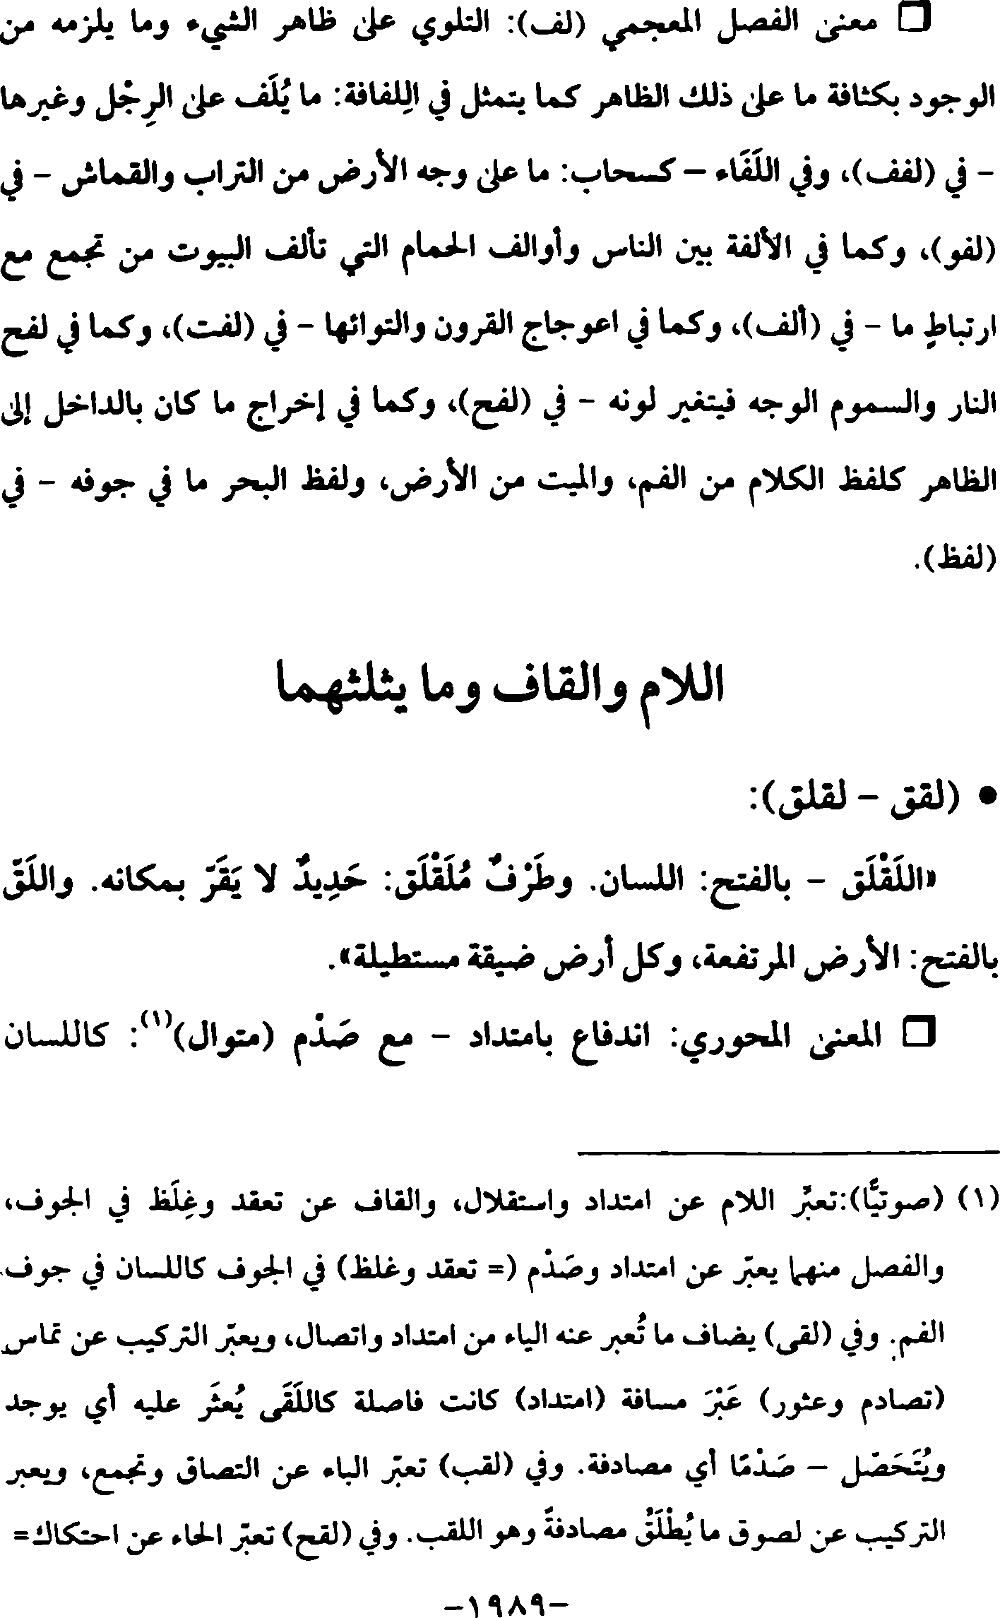 ❏ معنى الفصل المعجمي (لف): التلوي على ظاهر الشيء وما يلزمه من
الوجود بكثافة ما على ذلك الظاهر كما يتمثل في اللِفافة: ما يُلَف على الرِجْل وغيرها
– في (لفف)، وفي اللَفَاء – كسحاب: ما على وجه الأرض من التراب والقماش – في
(لفو)، وكما في الألفة بين الناس وأوالف الحمام التي تألف البيوت من تجمع مع
ارتباطٍ ما – في (ألف)، وكما في اعوجاج القرون والتوائها – في (لفت)، وكما في لفح
النار والسموم الوجه فيتغير لونه – في (لفح)، وكما في إخراج ما كان بالداخل إلى
الظاهر كلفظ الكلام من الفم، والميت من الأرض، ولفظ البحر ما في جوفه – في
(لفظ).
اللام والقاف وما يثلثهما
• (لقق – لقلق):
«اللَقْلَق – بالفتح: اللسان. وطَرْفٌ مُلَقْلَق: حَدِيدٌ لا يَقَرّ بمكانه. واللَقّ
بالفتح: الأرض المرتفعة، وكل أرض ضيقة مستطيلة».
❏ المعنى المحوري: اندفاع بامتداد – مع صَدْم (متوال)(١): كاللسان
(١) (صوتيًّا):تعبِّر اللام عن امتداد واستقلال، والقاف عن تعقد وغِلَظ في الجوف،
والفصل منهما يعبّر عن امتداد وصَدْم (= تعقد وغلظ) في الجوف كاللسان في جوف
الفم. وفي (لقى) يضاف ما تُعبر عنه الياء من امتداد واتصال، ويعبّر التركيب عن تماس
(تصادم وعثور) عَبْرَ مسافة (امتداد) كانت فاصلة كاللَقَى يُعثَر عليه أي يوجد
ويُتَحَصّل – صَدْمًا أي مصادفة. وفي (لقب) تعبّر الباء عن التصاق وتجمع، ويعبر
التركيب عن لصوق ما يُطْلَقُ مصادفةً وهو اللقب. وفي (لقح) تعبّر الحاء عن احتكاك=
–١٩٨٩–